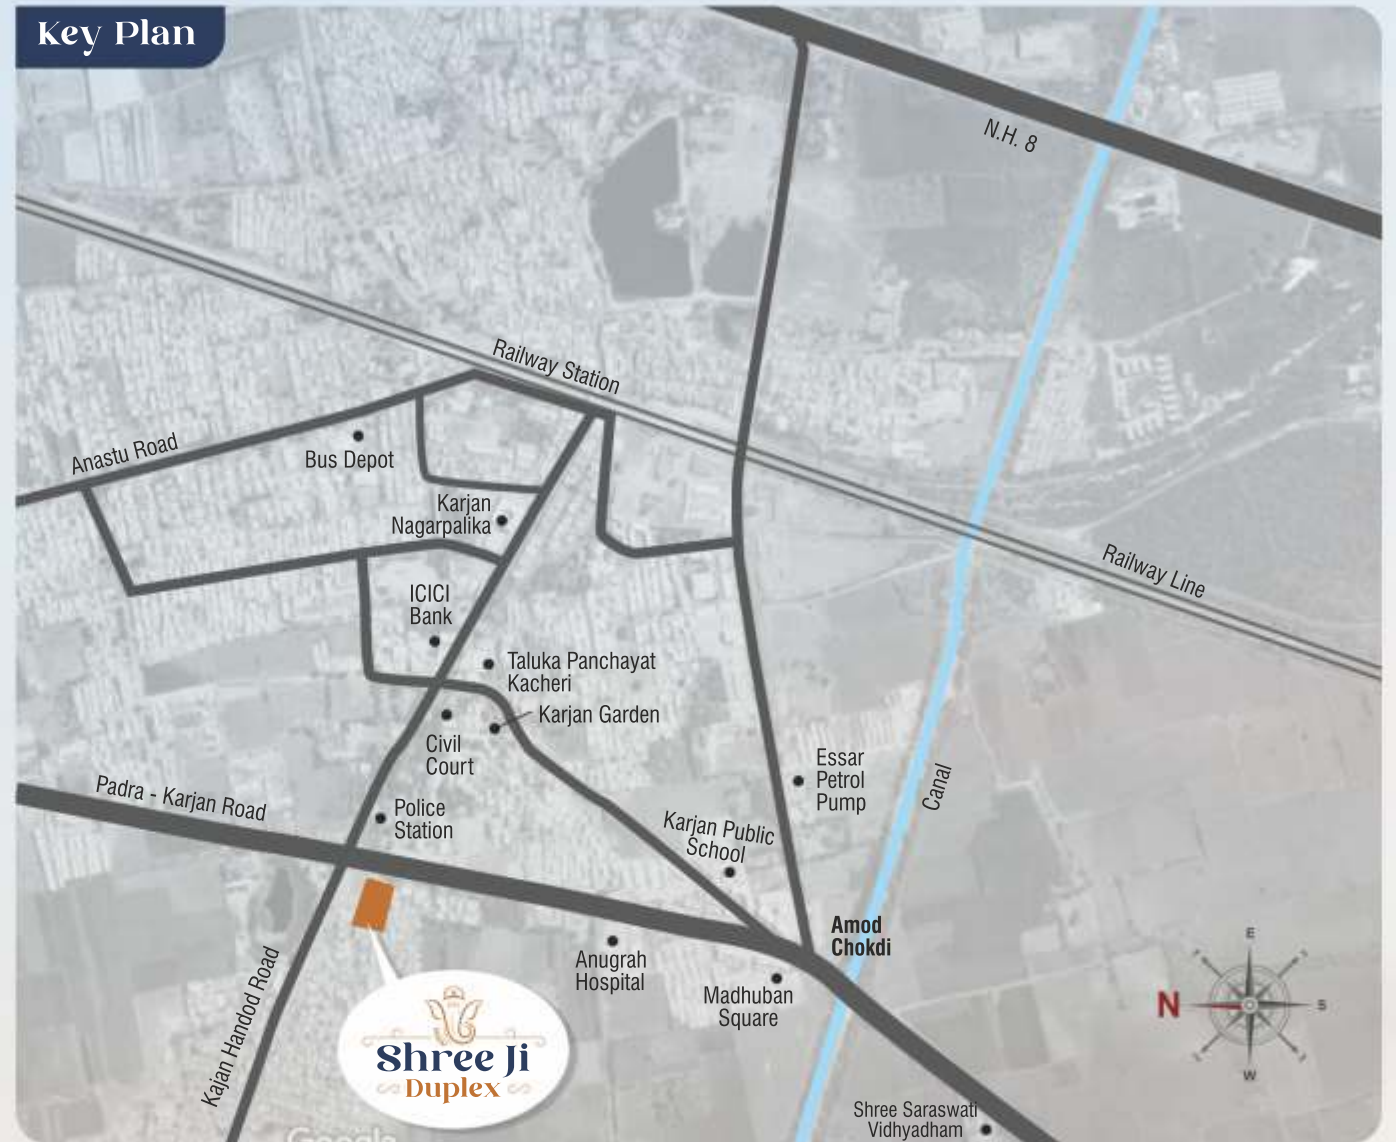 Key Plan
N.H. 8
Railway Station
Anastu Road
Bus Depot
Karjan
Nagarpalika
Railway Line
ICICI
Bank
Taluka Panchayat
Kacheri
Karjan Garden
Civil
Court
Essar
Petrol
Pump
Canal
Padra - Karjan Road
Police
Station
Karjan Public
School
Amod
Chokdi
Anugrah
Hospital
Madhuban
Square
Kajan Handod Road
Shree Ji
Duplex
E
N
S
W
Shree Saraswati
Vidhyadham
Google